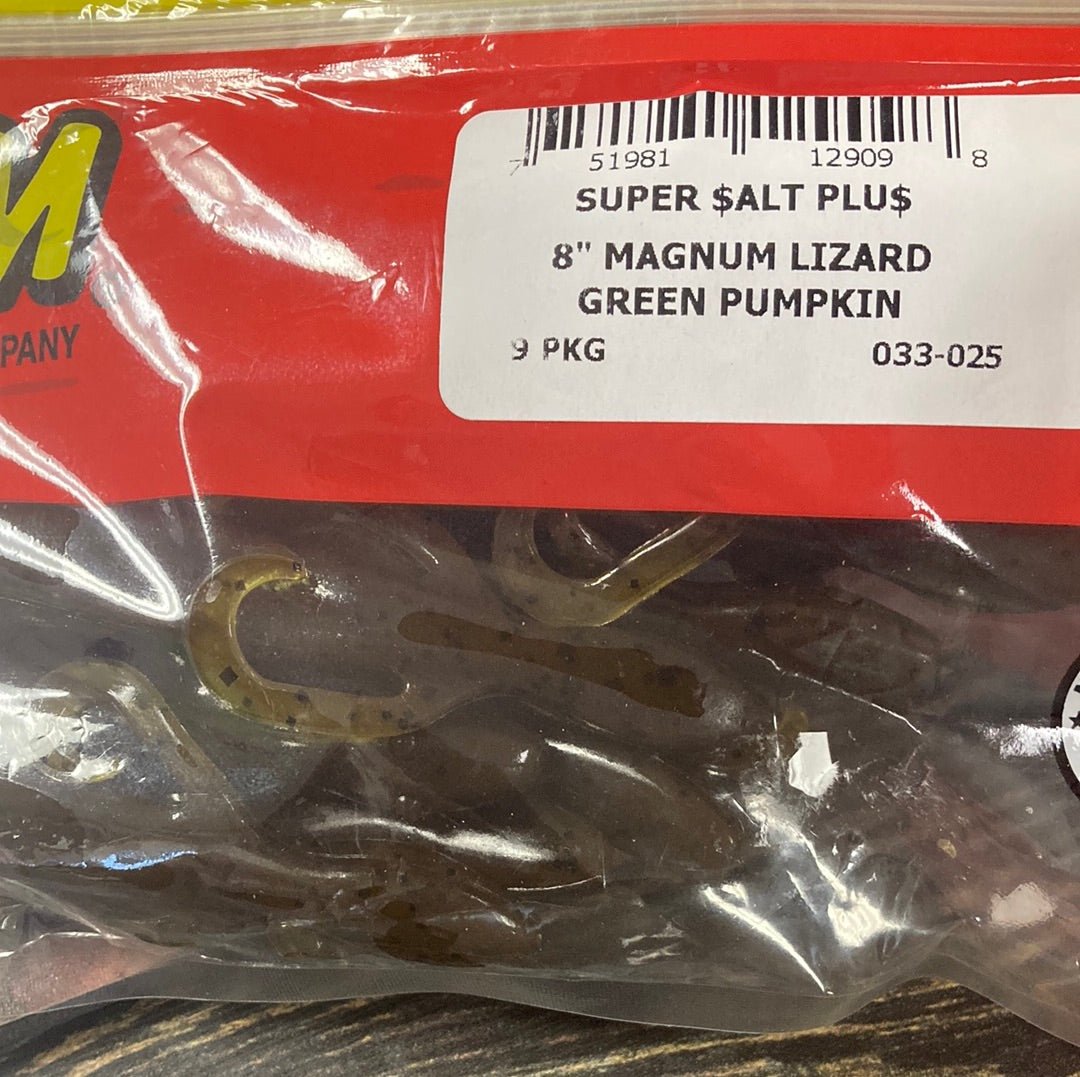 M
PANY
7 51981 12909 8
SUPER $ALT PLU$
8" MAGNUM LIZARD
GREEN PUMPKIN
9 PKG 033-025